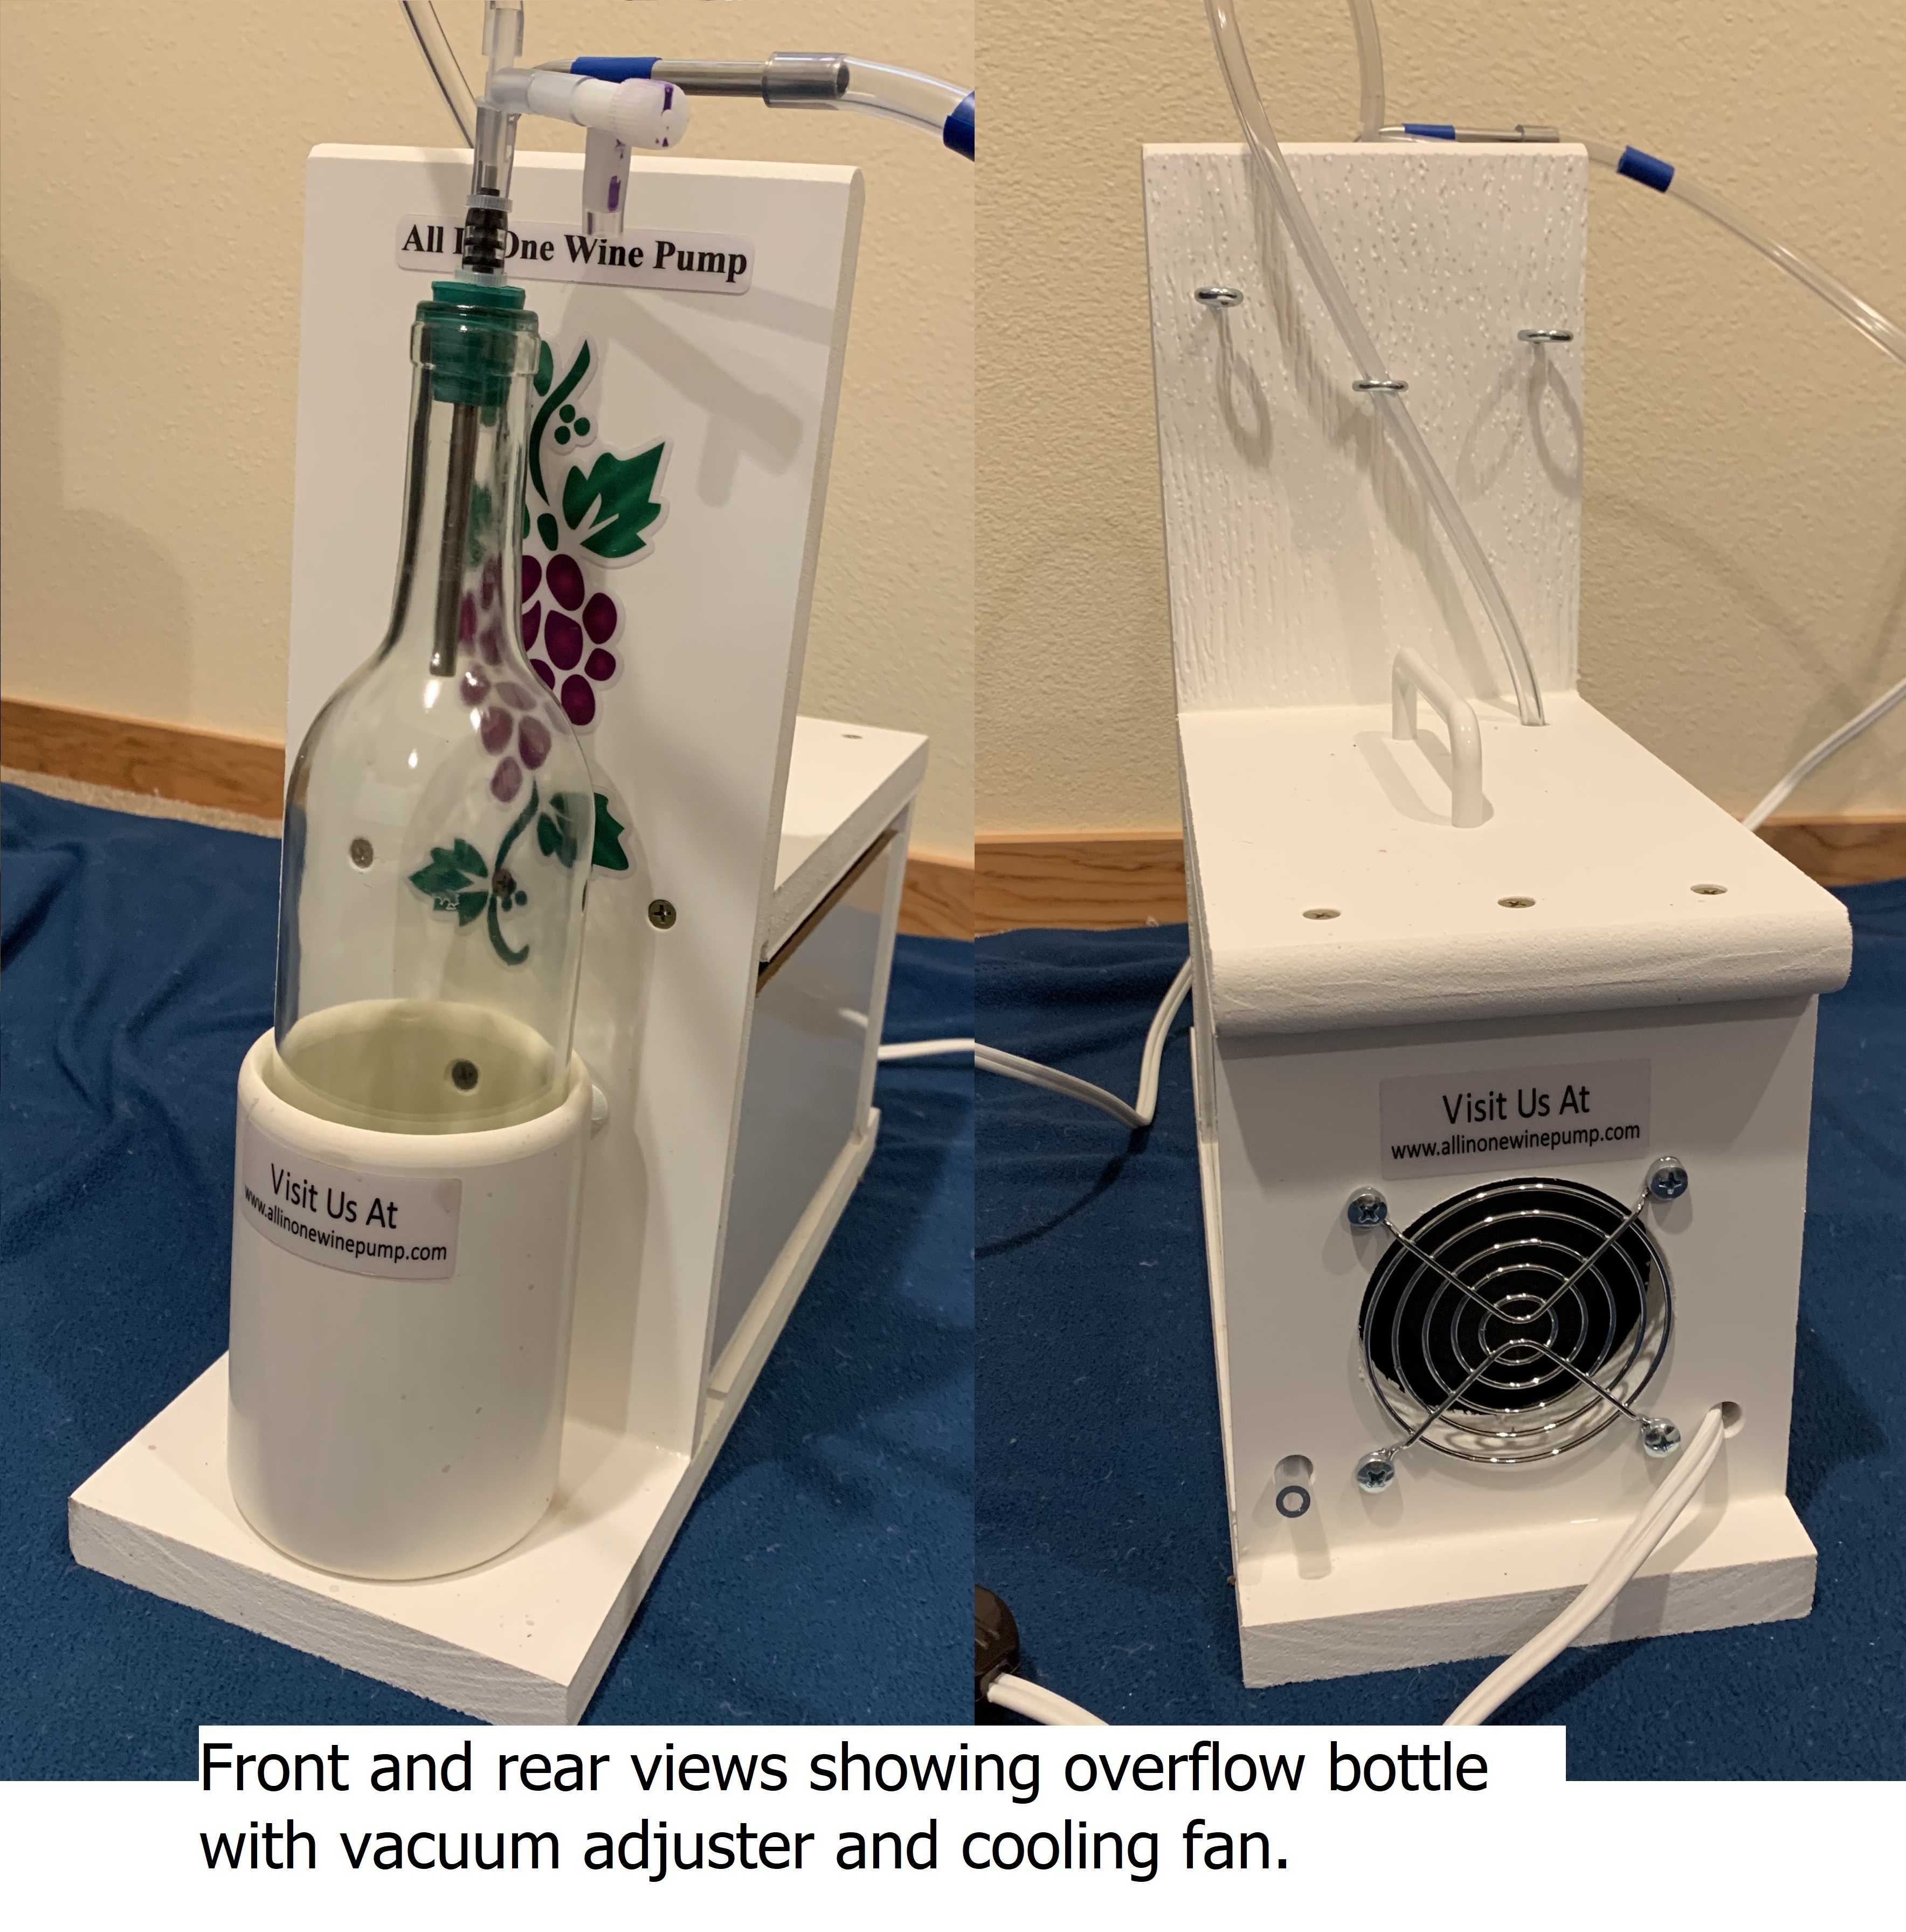 All In One Wine Pump
Visit Us At
www.allinonewinepump.com
Visit Us At
www.allinonewinepump.com
Front and rear views showing overflow bottle
with vacuum adjuster and cooling fan.